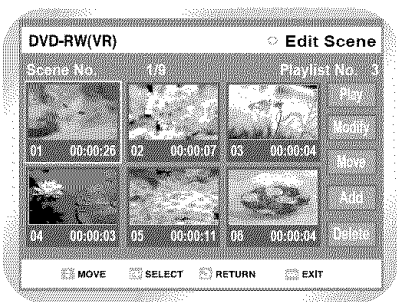 DVD-RW(VR) Edit Scene
Scene No. 1/9 Playlist No. 3
Play
Modify
Move
Add
Delete
01 00:00:26 02 00:00:07 03 00:00:04
04 00:00:03 05 00:00:11 06 00:00:04
MOVE SELECT RETURN EXIT